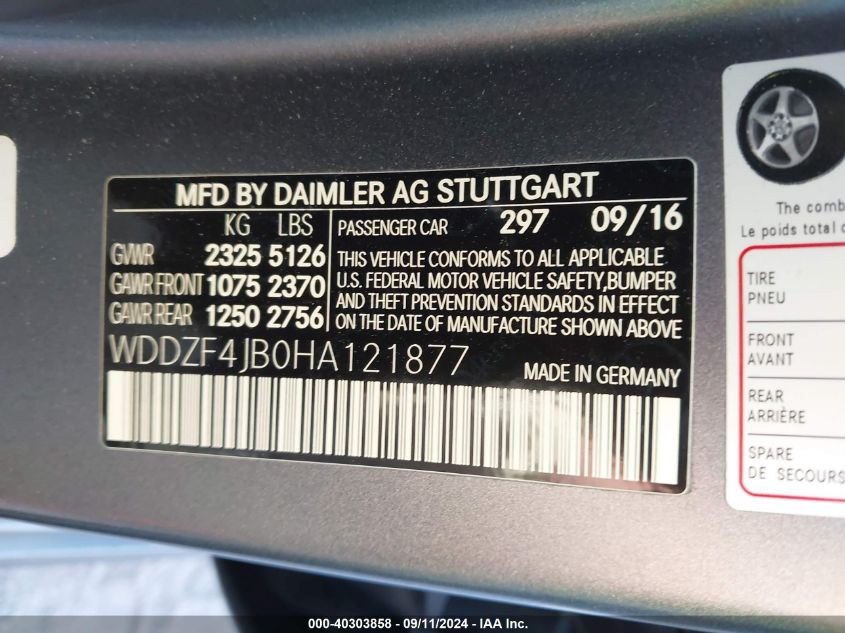 MFD BY DAIMLER AG STUTTGART
KG LBS
GVWR 2325 5126
GAWR FRONT 1075 2370
GAWR REAR 1250 2756
PASSENGER CAR 297 09/16
THIS VEHICLE CONFORMS TO ALL APPLICABLE
U.S. FEDERAL MOTOR VEHICLE SAFETY,BUMPER
AND THEFT PREVENTION STANDARDS IN EFFECT
ON THE DATE OF MANUFACTURE SHOWN ABOVE
WDDZF4JB0HA121877
MADE IN GERMANY
The comb
Le poids total
TIRE
PNEU
FRONT
AVANT
REAR
ARRIÈRE
SPARE
DE SECOURS
000-40303858 - 09/11/2024 - IAA Inc.